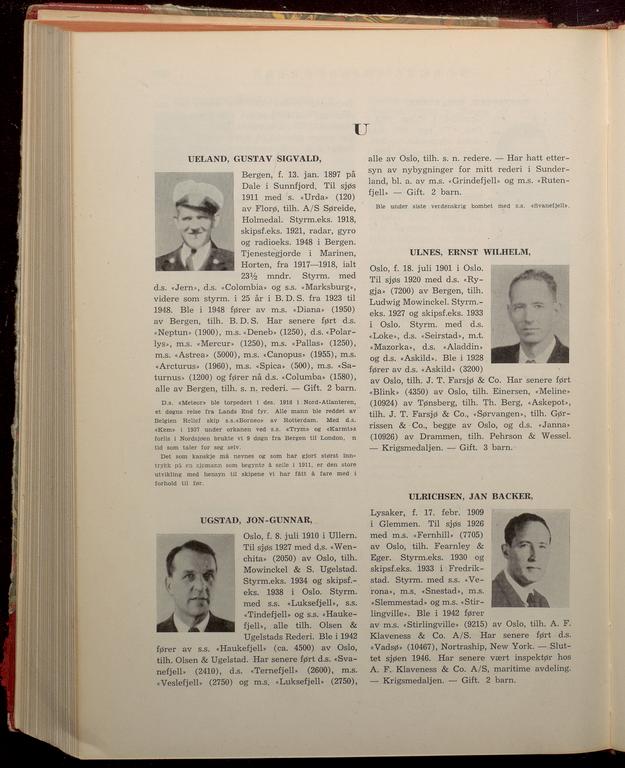 U
UELAND, GUSTAV SIGVALD,
Bergen, f. 13. jan. 1897 på
Dale i Sunnfjord. Til sjøs
1911 med s. «Urda» (120)
av Florø, tilh. A/S Søreide,
Holmedal. Styrm.eks. 1918,
skipsf.eks. 1921, radar, gyro
og radioeks. 1948 i Bergen.
Tjenestegjorde i Marinen,
Horten, fra 1917—1918, ialt
23½ mndr. Styrm. med
d.s. «Jern», d.s. «Colombia» og s.s. «Marksburg»,
videre som styrm. i 25 år i B. D. S. fra 1923 til
1948. Ble i 1948 fører av m.s. «Diana» (1950)
av Bergen, tilh. B. D. S. Har senere ført d.s.
«Neptun» (1900), m.s. «Deneb» (1250), d.s. «Polar-
lys», m.s. «Mercur» (1250), m.s. «Pallas» (1250),
m.s. «Astrea» (5000), m.s. «Canopus» (1955), m.s.
«Arcturus» (1960), m.s. «Spica» (500), m.s. «Sa-
turnus» (1200) og fører nå d.s. «Columba» (1580),
alle av Bergen, tilh. s. n. rederi. — Gift. 2 barn.
D.s. «Meteor» ble torpedert i des. 1918 i Nord-Atlanteren,
et døgns reise fra Lands End fyr. Alle mann ble reddet av
Belgien Relief skip s.s. «Borneo» av Rotterdam. Med d.s.
«Kem» i 1937 under orkanen ved s.s. «Trym» og «Karmt»s
forlis i Nordsjøen brukte vi 9 døgn fra Bergen til London, n
tid som taler for seg selv.
Det som kanskje må nevnes og som har gjort størst inn-
trykk på en sjømann som begynte å seile i 1911, er den store
utvikling med hensyn til skipene vi har fått å fare med i
forhold til før.
UGSTAD, JON-GUNNAR,
Oslo, f. 8. juli 1910 i Ullern.
Til sjøs 1927 med d.s. «Wen-
chita» (2050) av Oslo, tilh.
Mowinckel & S. Ugelstad.
Styrm.eks. 1934 og skipsf.-
eks. 1938 i Oslo. Styrm.
med s.s. «Luksefjell», s.s.
«Tindefjell» og s.s. «Hauke-
fjell», alle tilh. Olsen &
Ugelstads Rederi. Ble i 1942
fører av s.s. «Haukefjell» (ca. 4500) av Oslo,
tilh. Olsen & Ugelstad. Har senere ført d.s. «Sva-
nefjell» (2410), d.s. «Ternefjell» (2600), m.s.
«Veslefjell» (2750) og m.s. «Luksefjell» (2750),
alle av Oslo, tilh. s. n. redere. — Har hatt etter-
syn av nybygninger for mitt rederi i Sunder-
land, bl. a. av m.s. «Grindefjell» og m.s. «Ruten-
fjell» — Gift. 2 barn.
Ble under siste verdenskrig bombet med s.s. «Svanefjell».
ULNES, ERNST WILHELM,
Oslo, f. 18. juli 1901 i Oslo.
Til sjøs 1920 med d.s. «Ry-
gja» (7200) av Bergen, tilh.
Ludwig Mowinckel. Styrm.-
eks. 1927 og skipsf.eks. 1933
i Oslo. Styrm. med d.s.
«Loke», d.s. «Seirstad», m.t.
«Mazorka», d.s. «Aladdin»
og d.s. «Askild». Ble i 1928
fører av d.s. «Askild» (3200)
av Oslo, tilh. J. T. Farsjø & Co. Har senere ført
«Blink» (4350) av Oslo, tilh. Einersen, «Meline»
(10924) av Tønsberg, tilh. Th. Berg, «Askepot»,
tilh. J. T. Farsjø & Co., «Sørvangen», tilh. Gør-
rissen & Co., begge av Oslo, og d.s. «Janna»
(10926) av Drammen, tilh. Pehrson & Wessel.
— Krigsmedaljen. — Gift. 3 barn.
ULRICHSEN, JAN BACKER,
Lysaker, f. 17. febr. 1909
i Glemmen. Til sjøs 1926
med m.s. «Fernhill» (7705)
av Oslo, tilh. Fearnley &
Eger. Styrm.eks. 1930 og
skipsf.eks. 1933 i Fredrik-
stad. Styrm. med s.s. «Ve-
rona», m.s. «Snestad», m.s.
«Slemmestad» og m.s. «Stir-
lingville». Ble i 1942 fører
av m.s. «Stirlingville» (9215) av Oslo, tilh. A. F.
Klaveness & Co. A/S. Har senere ført d.s.
«Vadsø» (10467), Nortraship, New York. — Slut-
tet sjøen 1946. Har senere vært inspektør hos
A. F. Klaveness & Co. A/S, maritime avdeling.
— Krigsmedaljen. — Gift. 2 barn.